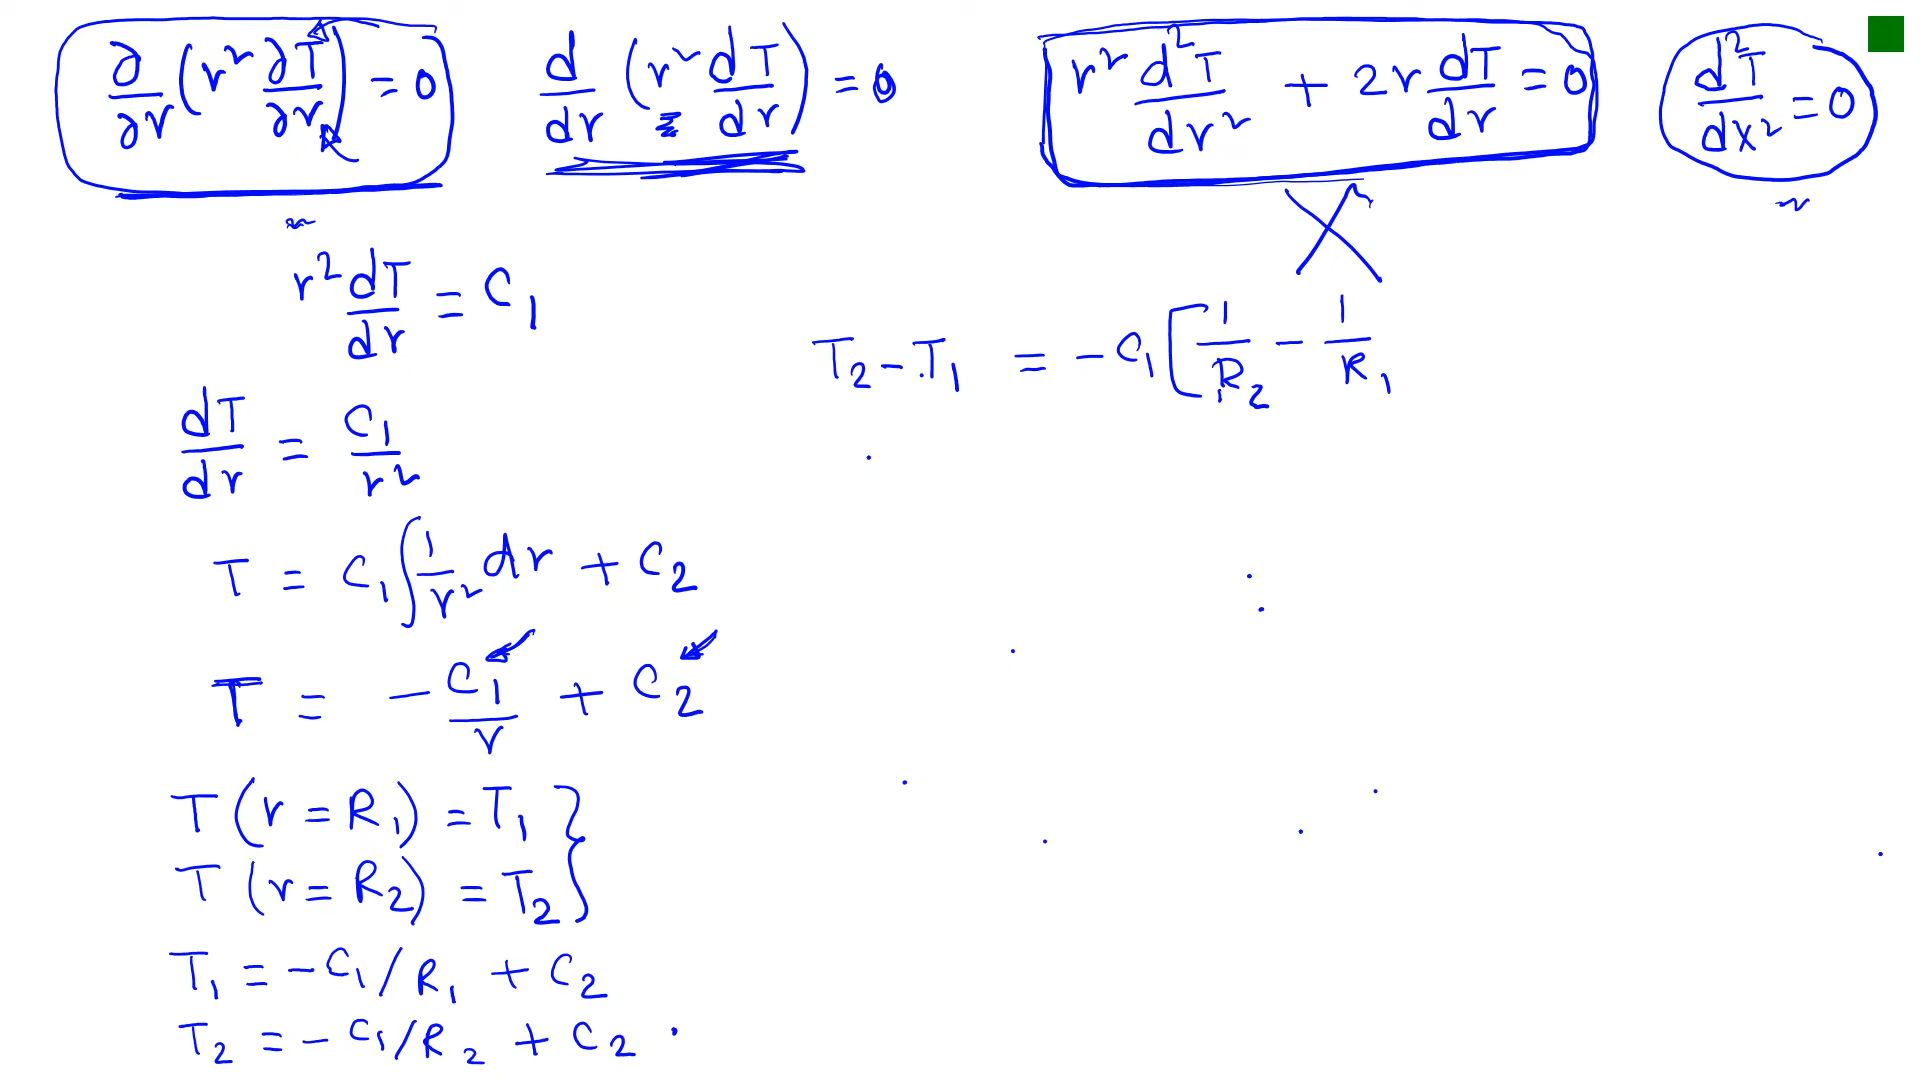 ∂/∂r (r² ∂T/∂r) = 0    d/dr (r² dT/dr) = 0    r² d²T/dr² + 2r dT/dr = 0    d²T/dx² = 0
r² dT/dr = C₁
dT/dr = C₁/r²
T = C₁ ∫ 1/r² dr + C₂
T = - C₁/r + C₂
T (r = R₁) = T₁ }
T (r = R₂) = T₂ }
T₁ = - C₁/R₁ + C₂
T₂ = - C₁/R₂ + C₂
T₂ - T₁ = - C₁ [ 1/R₂ - 1/R₁